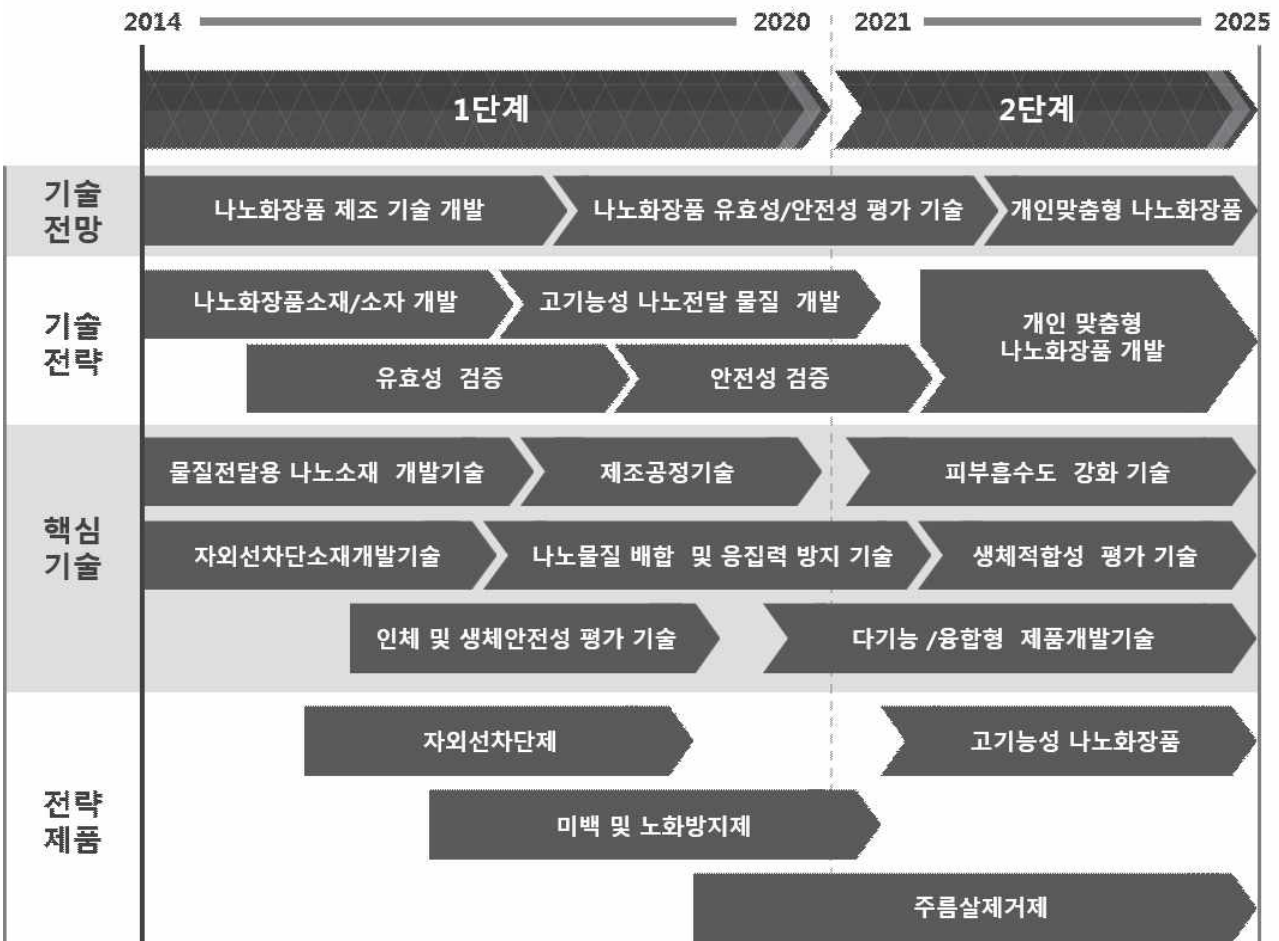 2014 2020 2021 2025
1단계 2단계
기술
전망
나노화장품 제조 기술 개발 나노화장품 유효성/안전성 평가 기술 개인맞춤형 나노화장품
기술
전략
나노화장품소재/소자 개발 고기능성 나노전달 물질 개발
유효성 검증 안전성 검증
개인 맞춤형
나노화장품 개발
핵심
기술
물질전달용 나노소재 개발기술 제조공정기술 피부흡수도 강화 기술
자외선차단소재개발기술 나노물질 배합 및 응집력 방지 기술 생체적합성 평가 기술
인체 및 생체안전성 평가 기술 다기능 /융합형 제품개발기술
전략
제품
자외선차단제 고기능성 나노화장품
미백 및 노화방지제
주름살제거제